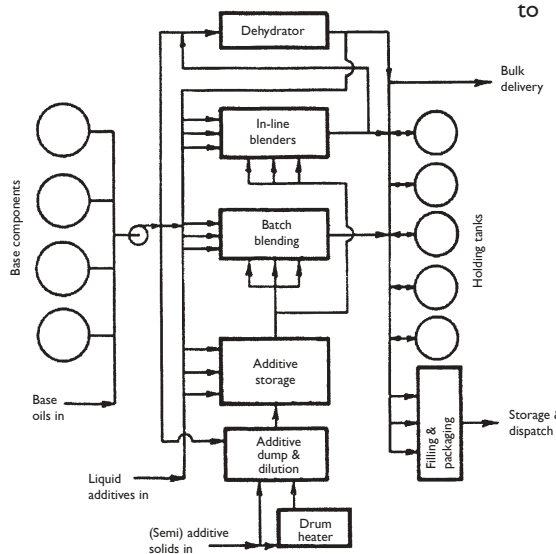 to
Dehydrator
Bulk
delivery
In-line
blenders
Base components
Batch
blending
Holding tanks
Additive
storage
Base
oils in
Filling &
packaging
Storage &
dispatch
Additive
dump &
dilution
Liquid
additives in
Drum
heater
(Semi) additive
solids in